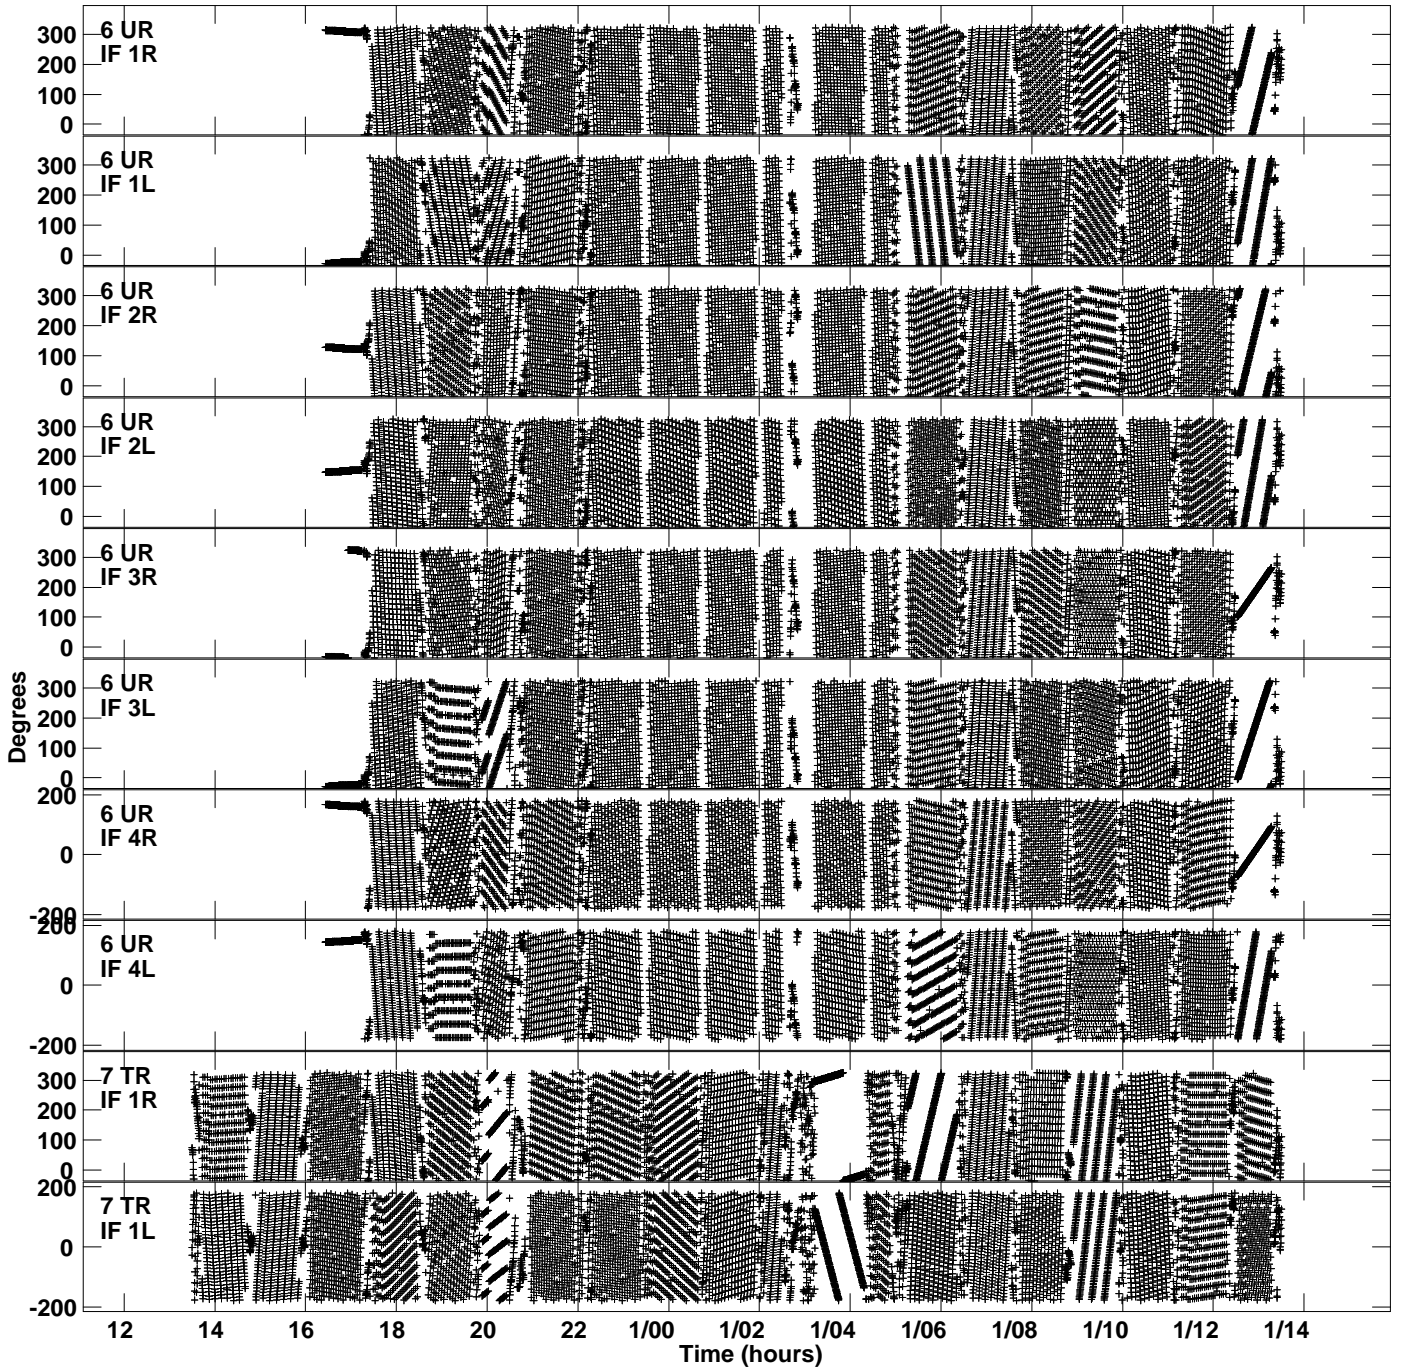 6 UR
IF 1R
300
200
100
0
6 UR
IF 1L
300
200
100
0
6 UR
IF 2R
300
200
100
0
6 UR
IF 2L
300
200
100
0
6 UR
IF 3R
300
200
100
0
6 UR
IF 3L
300
200
100
0
Degrees
6 UR
IF 4R
200
0
-200
6 UR
IF 4L
200
0
-200
7 TR
IF 1R
300
200
100
0
7 TR
IF 1L
200
0
-200
12 14 16 18 20 22 1/00 1/02 1/04 1/06 1/08 1/10 1/12 1/14
Time (hours)